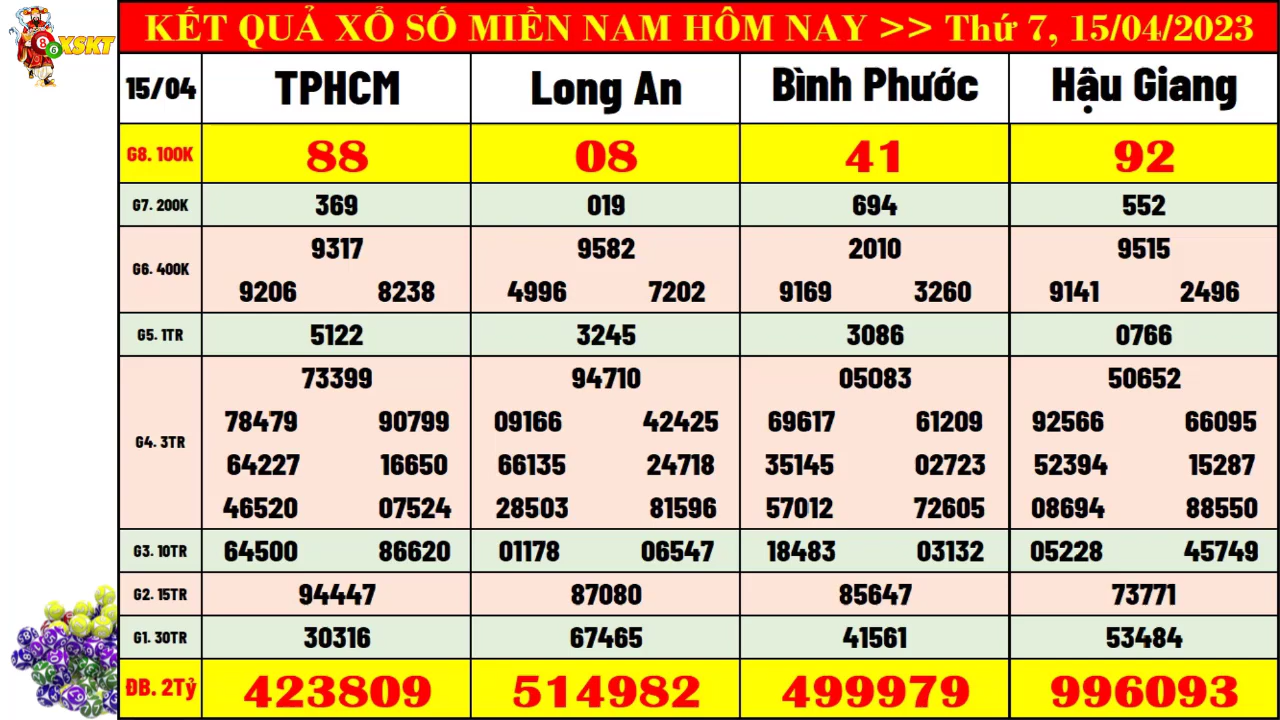 KẾT QUẢ XỔ SỐ MIỀN NAM HÔM NAY >> Thứ 7, 15/04/2023
XSKT
15/04 TPHCM Long An Bình Phước Hậu Giang
G8. 100K 88 08 41 92
G7. 200K 369 019 694 552
9317 9582 2010 9515
G6. 400K
9206 8238 4996 7202 9169 3260 9141 2496
G5. 1TR 5122 3245 3086 0766
73399 94710 05083 50652
78479 90799 09166 42425 69617 61209 92566 66095
G4. 3TR
64227 16650 66135 24718 35145 02723 52394 15287
46520 07524 28503 81596 57012 72605 08694 88550
G3. 10TR 64500 86620 01178 06547 18483 03132 05228 45749
G2. 15TR 94447 87080 85647 73771
G1. 30TR 30316 67465 41561 53484
ĐB. 2Tỷ 423809 514982 499979 996093